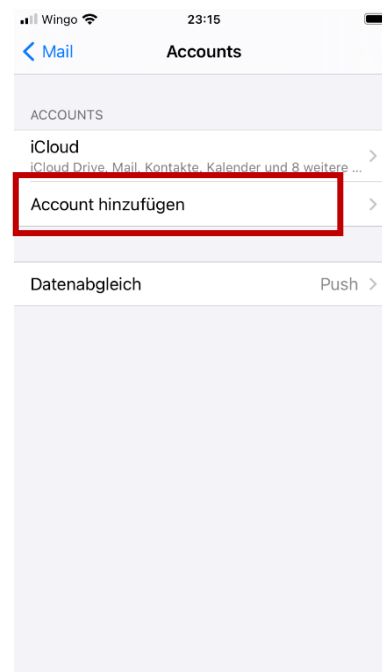 Wingo 23:15
Mail Accounts
ACCOUNTS
iCloud
iCloud Drive, Mail, Kontakte, Kalender und 8 weitere ...
Account hinzufügen
Datenabgleich Push